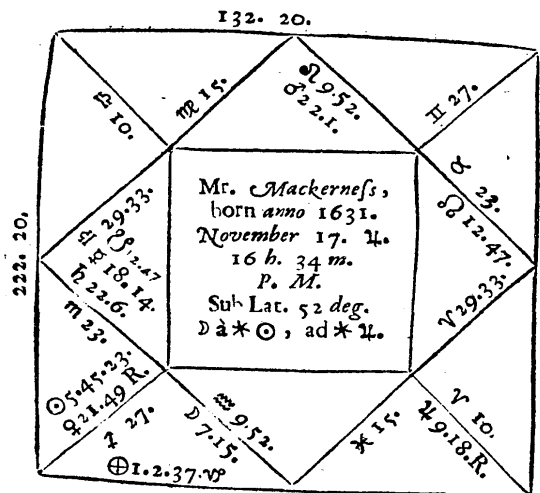 132. 20.
♌ 9.52.
♂ 22.1.
♍ 15.
♎ 10.
222. 20.
♎ 29.33.
☋ 12.47
☿ 18.14.
♄ 22.6.
♏ 23.
☉ 5.45.23.
♀ 21.49 R.
27.
⊕ 1.2.37. ♑
♒ 9.52.
☽ 7.15.
♓ 15.
♈ 10.
♃ 9.18. R.
♈ 29.33.
♉ 23.
☊ 12.47.
♊ 27.
Mr. Mackerneſs,
born anno 1631.
November 17. ♃.
16 h. 34 m.
P. M.
Sub Lat. 52 deg.
☽ à ⚹ ☉, ad ⚹ ♃.